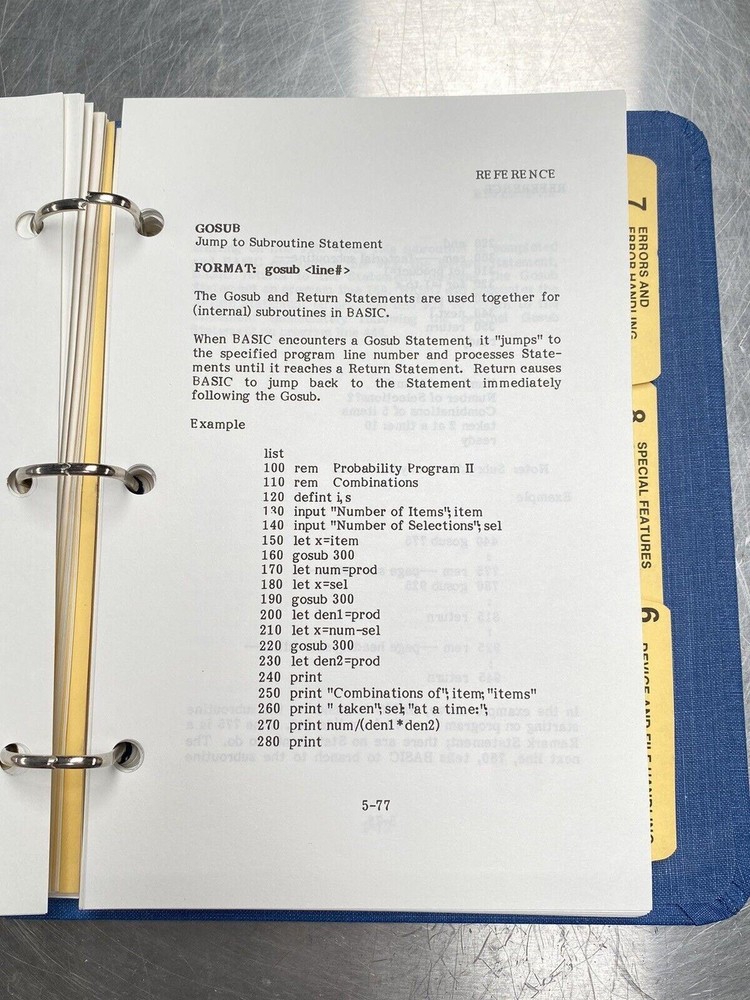 REFERENCE
GOSUB
Jump to Subroutine Statement
FORMAT: gosub <line#>
The Gosub and Return Statements are used together for
(internal) subroutines in BASIC.
When BASIC encounters a Gosub Statement, it "jumps" to
the specified program line number and processes State-
ments until it reaches a Return Statement. Return causes
BASIC to jump back to the Statement immediately
following the Gosub.
Example
list
100 rem Probability Program II
110 rem Combinations
120 defint i,s
130 input "Number of Items"; item
140 input "Number of Selections"; sel
150 let x=item
160 gosub 300
170 let num=prod
180 let x=sel
190 gosub 300
200 let den1=prod
210 let x=num-sel
220 gosub 300
230 let den2=prod
240 print
250 print "Combinations of"; item; "items"
260 print " taken"; sel; "at a time:";
270 print num/(den1*den2)
280 print
5-77
7 ERRORS AND
ERROR HANDLING
8 SPECIAL FEATURES
9 DEVICE AND FILE HANDLING